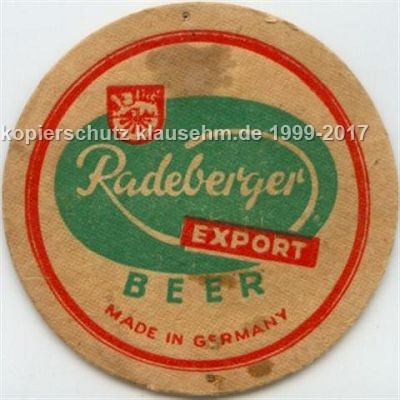 kopierschutz klausehm.de 1999-2017
Radeberger
EXPORT
BEER
MADE IN GERMANY